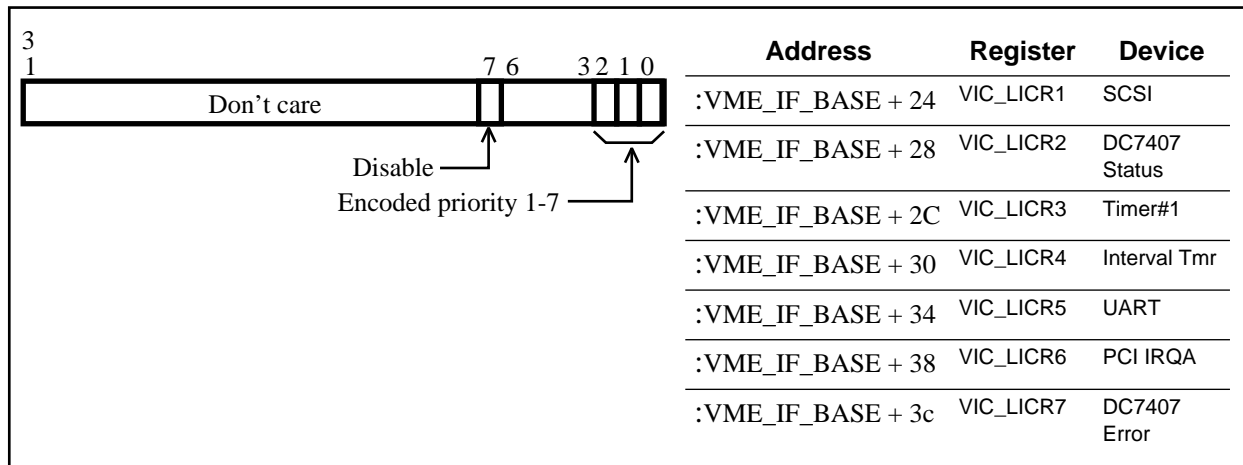 3
1 7 6 3 2 1 0
Don't care
Disable
Encoded priority 1-7
Address Register Device
:VME_IF_BASE + 24 VIC_LICR1 SCSI
:VME_IF_BASE + 28 VIC_LICR2 DC7407
Status
:VME_IF_BASE + 2C VIC_LICR3 Timer#1
:VME_IF_BASE + 30 VIC_LICR4 Interval Tmr
:VME_IF_BASE + 34 VIC_LICR5 UART
:VME_IF_BASE + 38 VIC_LICR6 PCI IRQA
:VME_IF_BASE + 3c VIC_LICR7 DC7407
Error